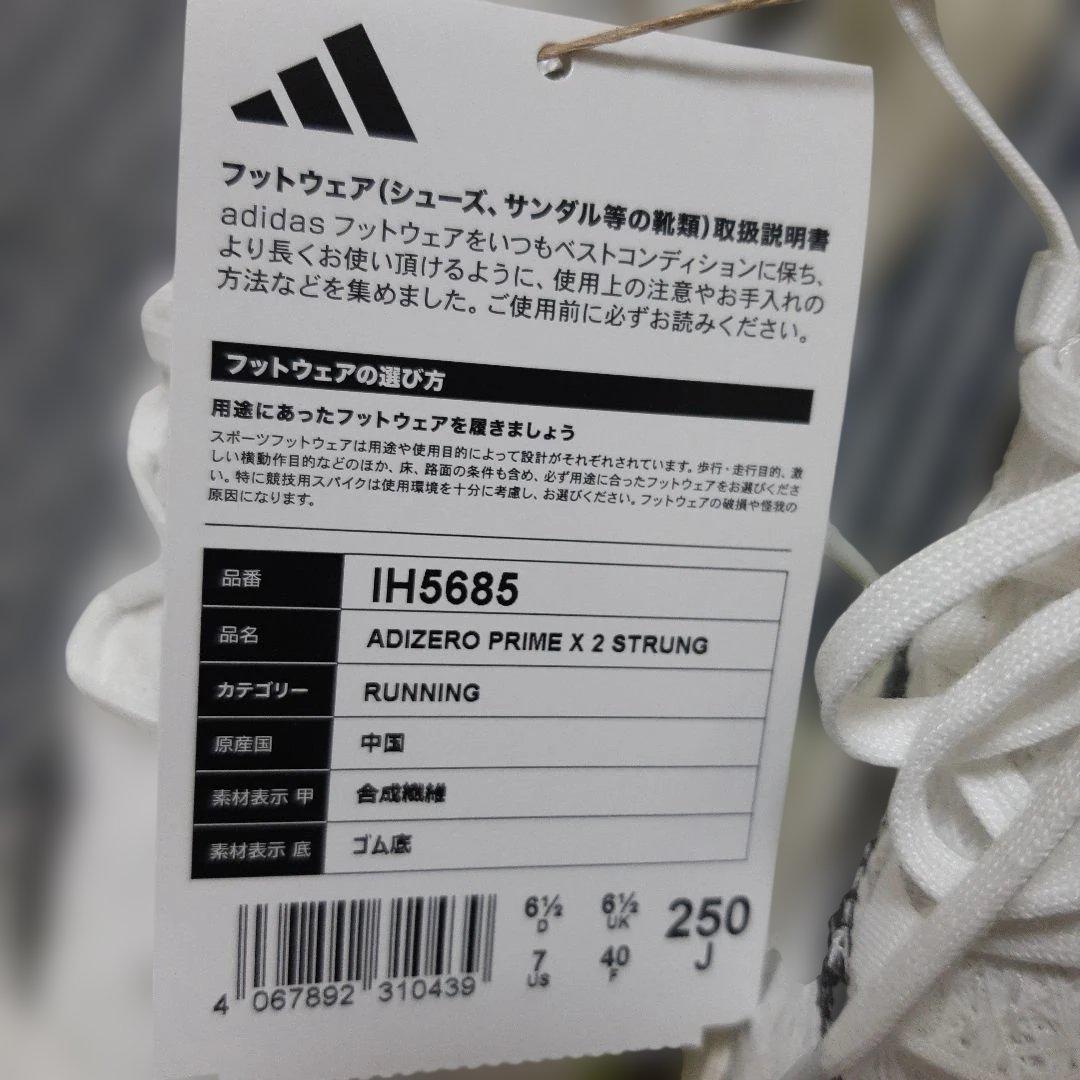 フットウェア(シューズ、サンダル等の靴類)取扱説明書
adidas フットウェアをいつもベストコンディションに保ち、
より長くお使い頂けるように、使用上の注意やお手入れの
方法などを集めました。ご使用前に必ずお読みください。
フットウェアの選び方
用途にあったフットウェアを履きましょう
スポーツフットウェアは用途や使用目的によって設計がそれぞれされています。歩行・走行目的、激
しい横動作目的などのほか、床、路面の条件も含め、必ず用途に合ったフットウェアをお選びくださ
い。特に競技用スパイクは使用環境を十分に考慮し、お選びください。フットウェアの破損や怪我の
原因になります。
品番 IH5685
品名 ADIZERO PRIME X 2 STRUNG
カテゴリー RUNNING
原産国 中国
素材表示 甲 合成繊維
素材表示 底 ゴム底
6½ 6½ 250
D UK J
7 40
US F
4 067892 310439